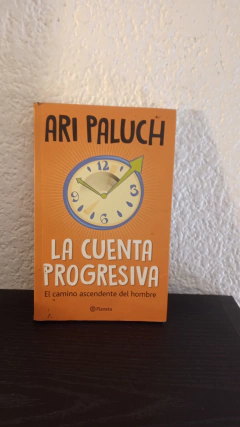 ARI PALUCH
LA CUENTA
PROGRESIVA
El camino ascendente del hombre
Planeta